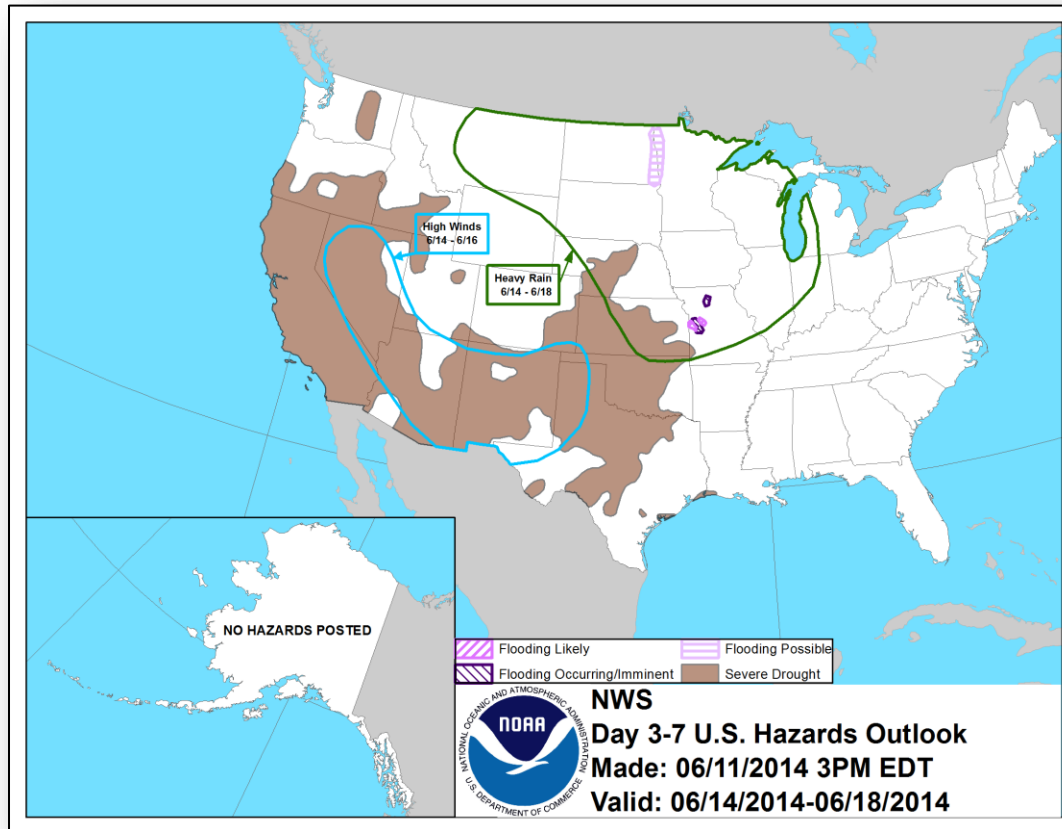 High Winds
6/14 - 6/16
Heavy Rain
6/14 - 6/18
NO HAZARDS POSTED
Flooding Likely
Flooding Possible
Flooding Occurring/Imminent
Severe Drought
NATIONAL OCEANIC AND ATMOSPHERIC ADMINISTRATION
NOAA
U.S. DEPARTMENT OF COMMERCE
NWS
Day 3-7 U.S. Hazards Outlook
Made: 06/11/2014 3PM EDT
Valid: 06/14/2014-06/18/2014